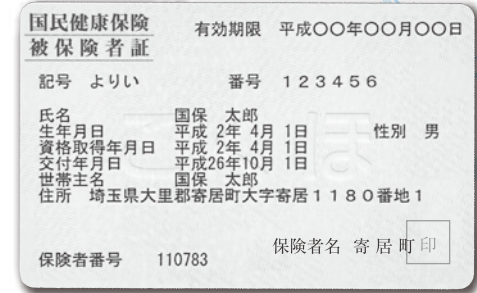 国民健康保険
被保険者証
有効期限 平成〇〇年〇〇月〇〇日
記号 よりい 番号 １２３４５６
氏名 国保 太郎
生年月日 平成 2年 4月 1日 性別 男
資格取得年月日 平成 2年 4月 1日
交付年月日 平成26年10月 1日
世帯主名 国保 太郎
住所 埼玉県大里郡寄居町大字寄居１１８０番地１
保険者番号 110783
保険者名 寄居町 印